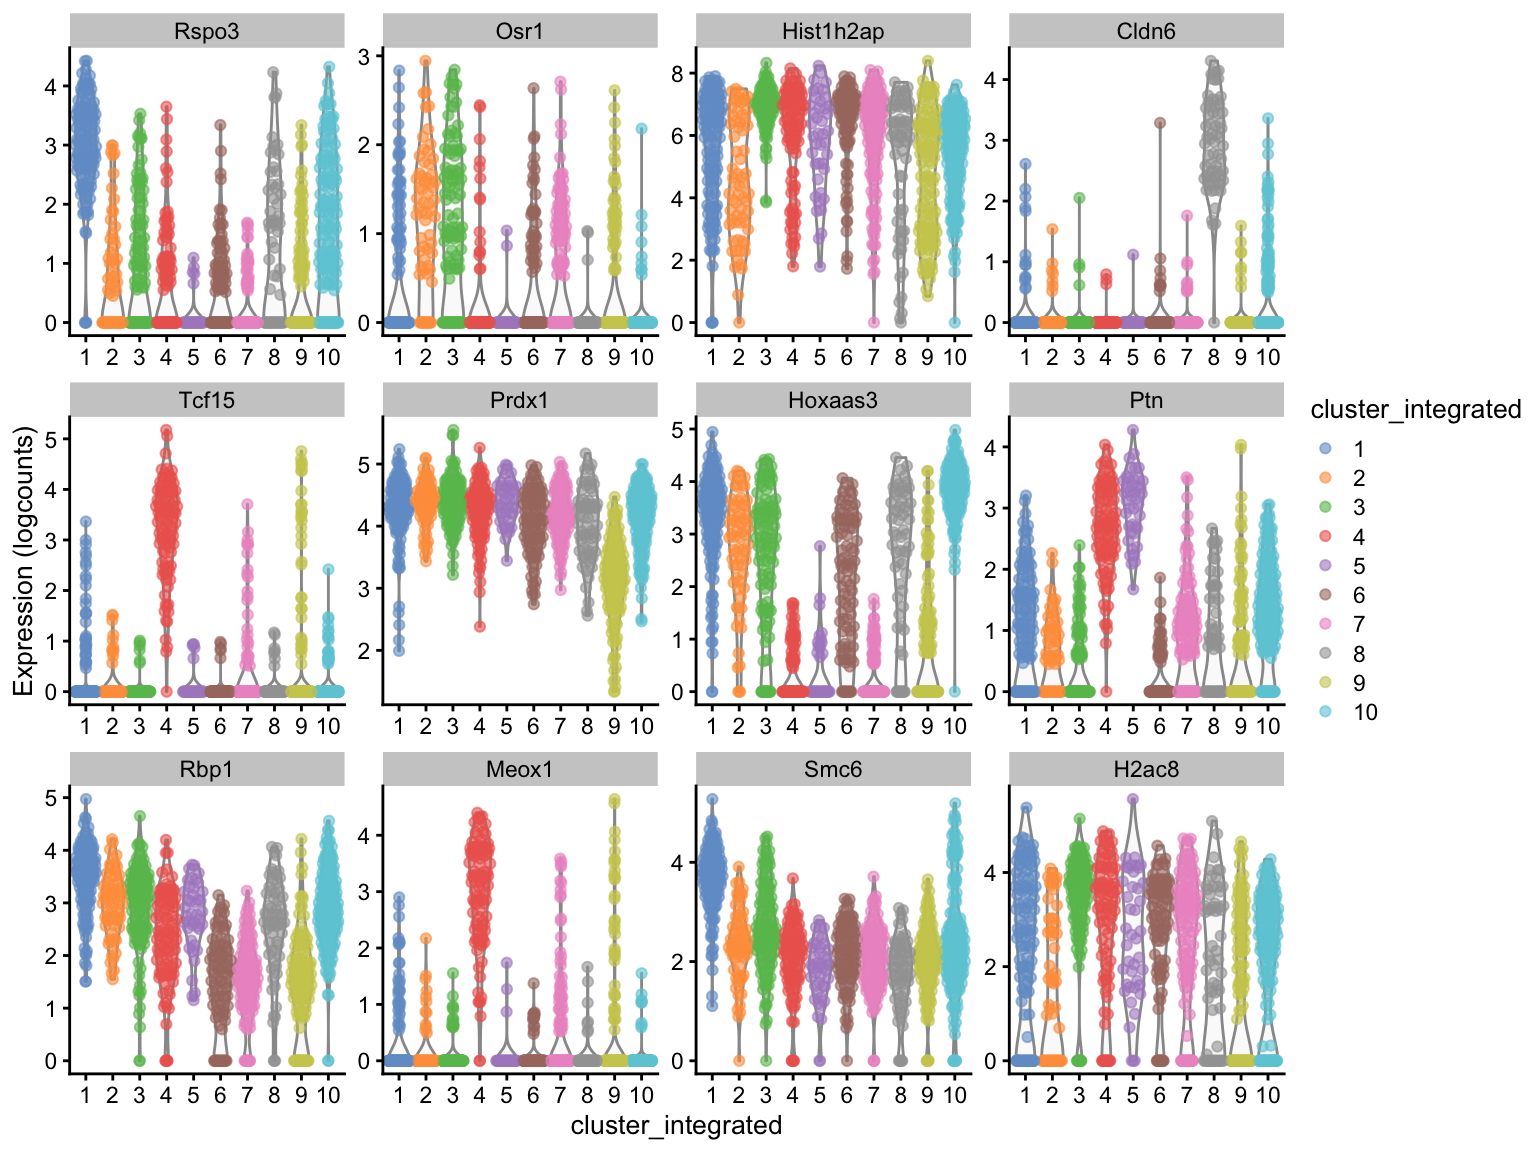 Rspo3 Osr1 Hist1h2ap Cldn6
4 3 2 1 0
3 2 1 0
8 6 4 2 0
4 3 2 1 0
1 2 3 4 5 6 7 8 9 10 1 2 3 4 5 6 7 8 9 10 1 2 3 4 5 6 7 8 9 10 1 2 3 4 5 6 7 8 9 10
Tcf15 Prdx1 Hoxaas3 Ptn
5 4 3 2 1 0
5 4 3 2
5 4 3 2 1 0
4 3 2 1 0
1 2 3 4 5 6 7 8 9 10 1 2 3 4 5 6 7 8 9 10 1 2 3 4 5 6 7 8 9 10 1 2 3 4 5 6 7 8 9 10
Rbp1 Meox1 Smc6 H2ac8
5 4 3 2 1 0
4 3 2 1 0
4 2 0
4 2 0
1 2 3 4 5 6 7 8 9 10 1 2 3 4 5 6 7 8 9 10 1 2 3 4 5 6 7 8 9 10 1 2 3 4 5 6 7 8 9 10
Expression (logcounts)
cluster_integrated
cluster_integrated
1
2
3
4
5
6
7
8
9
10